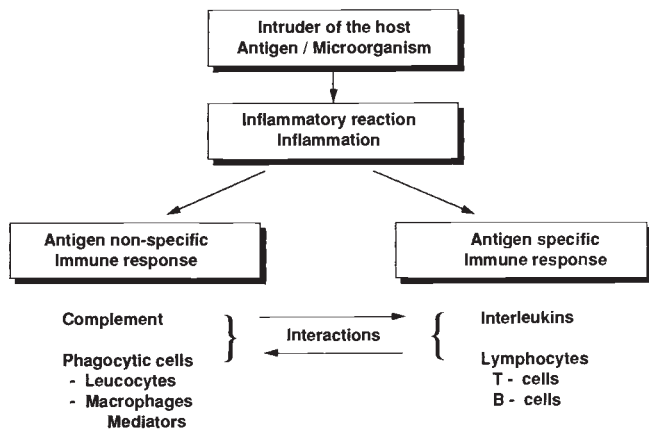 Intruder of the host
Antigen / Microorganism
Inflammatory reaction
Inflammation
Antigen non-specific
Immune response
Antigen specific
Immune response
Complement
Interactions
Interleukins
Phagocytic cells
- Leucocytes
- Macrophages
Mediators
Lymphocytes
T - cells
B - cells